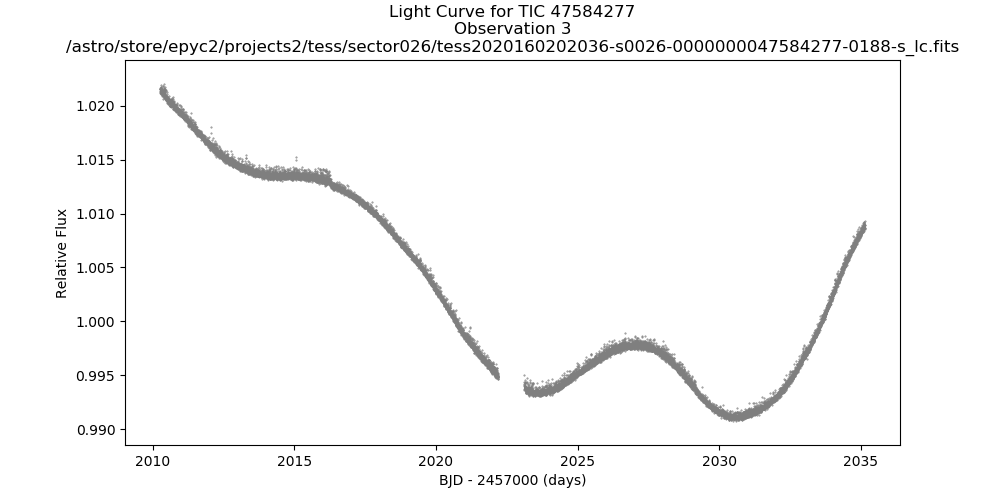 Light Curve for TIC 47584277
Observation 3
/astro/store/epyc2/projects2/tess/sector026/tess2020160202036-s0026-0000000047584277-0188-s_lc.fits
1.020
1.015
1.010
1.005
1.000
0.995
0.990
Relative Flux
2010 2015 2020 2025 2030 2035
BJD - 2457000 (days)